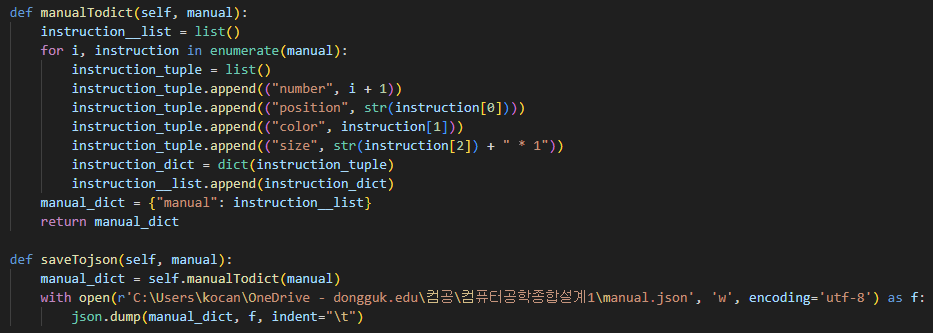 def manualTodict(self, manual):
    instruction__list = list()
    for i, instruction in enumerate(manual):
        instruction_tuple = list()
        instruction_tuple.append(("number", i + 1))
        instruction_tuple.append(("position", str(instruction[0])))
        instruction_tuple.append(("color", instruction[1]))
        instruction_tuple.append(("size", str(instruction[2]) + " * 1"))
        instruction_dict = dict(instruction_tuple)
        instruction__list.append(instruction_dict)
    manual_dict = {"manual": instruction__list}
    return manual_dict

def saveTojson(self, manual):
    manual_dict = self.manualTodict(manual)
    with open(r'C:\Users\kocan\OneDrive - dongguk.edu\컴공\컴퓨터공학종합설계1\manual.json', 'w', encoding='utf-8') as f:
        json.dump(manual_dict, f, indent="\t")